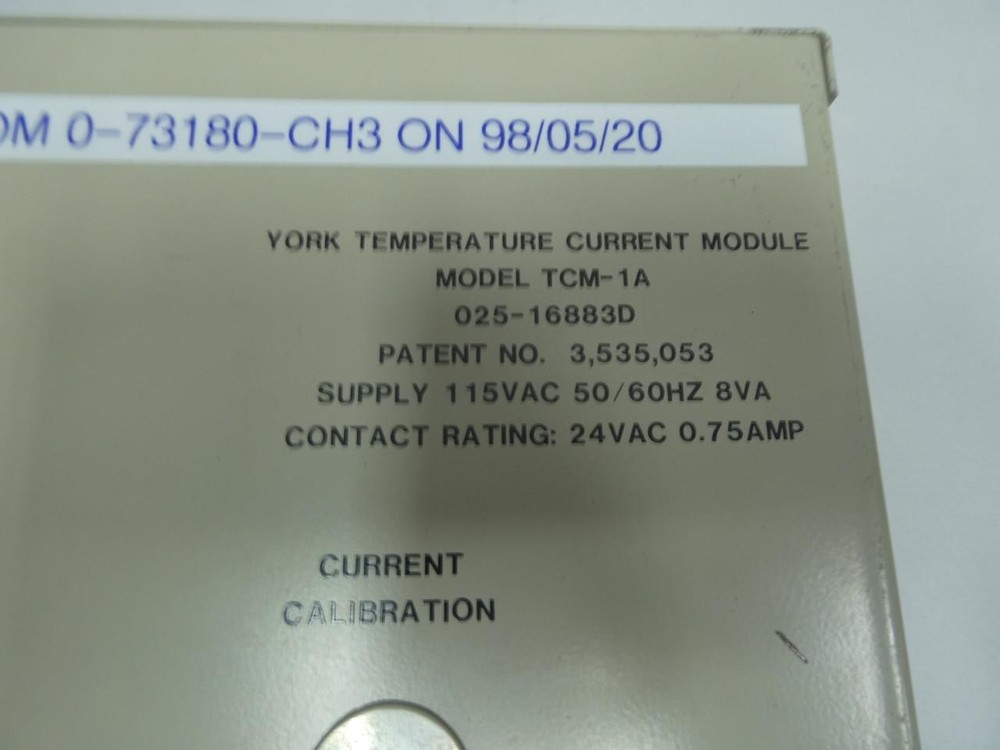 0-73180-CH3 ON 98/05/20
YORK TEMPERATURE CURRENT MODULE
MODEL TCM-1A
025-16883D
PATENT NO. 3,535,053
SUPPLY 115VAC 50/60HZ 8VA
CONTACT RATING: 24VAC 0.75AMP
CURRENT
CALIBRATION